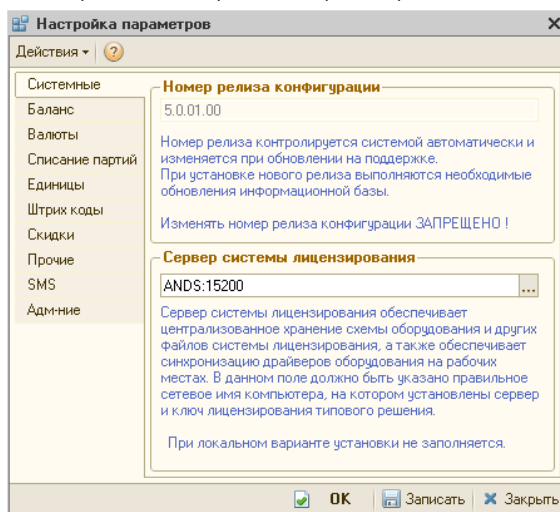 Настройка параметров
Действия
Системные
Баланс
Валюты
Списание партий
Единицы
Штрих коды
Скидки
Прочие
SMS
Адм-ние
Номер релиза конфигурации
5.0.01.00
Номер релиза контролируется системой автоматически и
изменяется при обновлении на поддержке.
При установке нового релиза выполняются необходимые
обновления информационной базы.
Изменять номер релиза конфигурации ЗАПРЕЩЕНО !
Сервер системы лицензирования
ANDS:15200
...
Сервер системы лицензирования обеспечивает
централизованное хранение схемы оборудования и других
файлов системы лицензирования, а также обеспечивает
синхронизацию драйверов оборудования на рабочих
местах. В данном поле должно быть указано правильное
сетевое имя компьютера, на котором установлены сервер
и ключ лицензирования типового решения.
При локальном варианте установки не заполняется.
OK
Записать
Закрыть